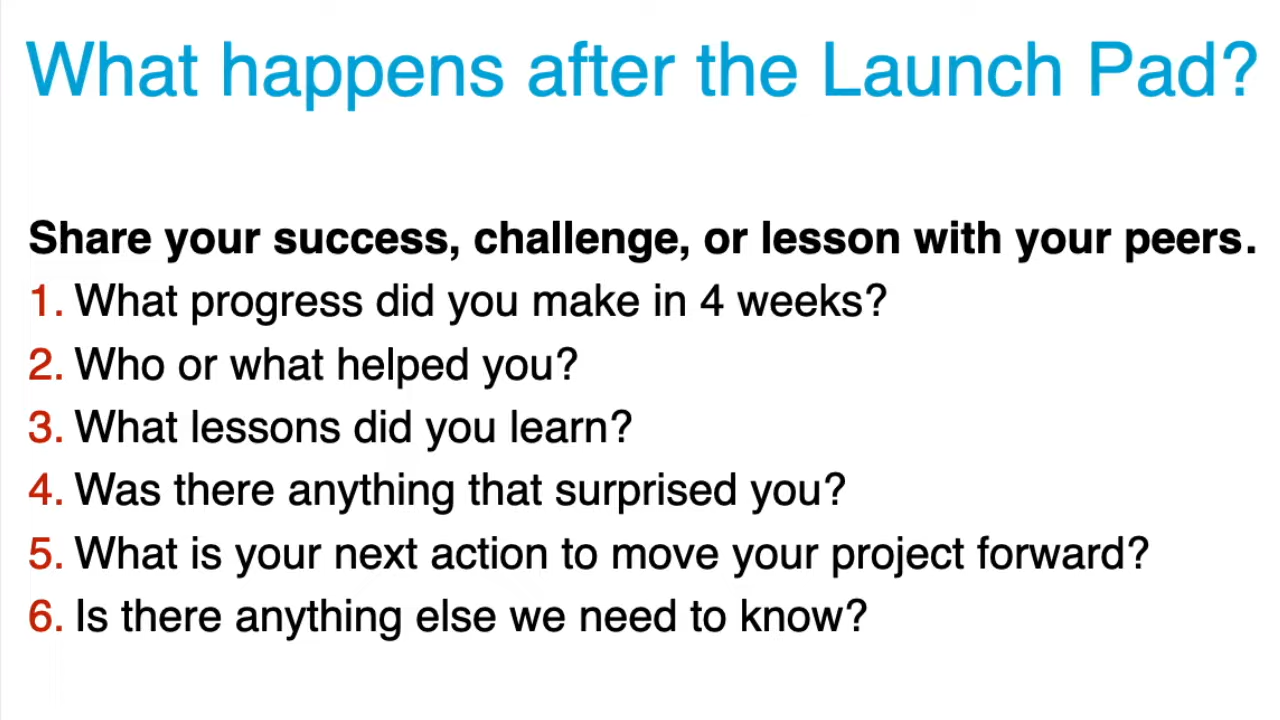 What happens after the Launch Pad?
Share your success, challenge, or lesson with your peers.
1. What progress did you make in 4 weeks?
2. Who or what helped you?
3. What lessons did you learn?
4. Was there anything that surprised you?
5. What is your next action to move your project forward?
6. Is there anything else we need to know?